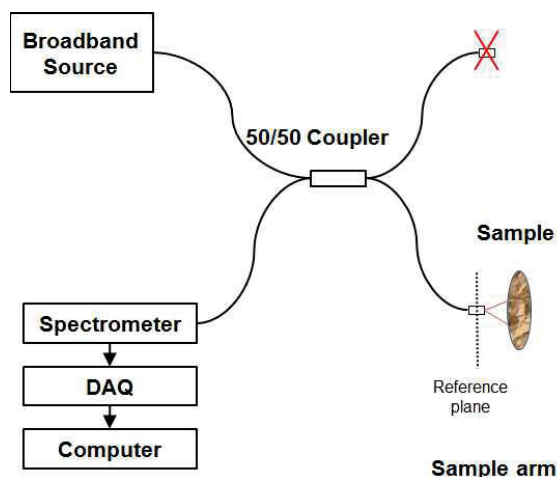 Broadband
Source
50/50 Coupler
Sample
Spectrometer
DAQ
Reference
plane
Computer
Sample arm